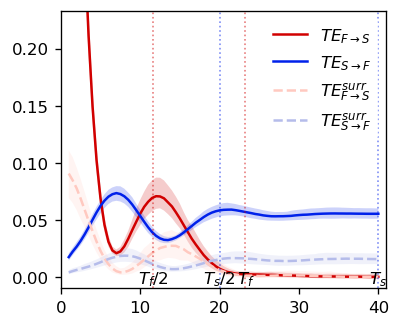 0.20
0.15
0.10
0.05
0.00
TE_{F→S}
TE_{S→F}
TE^{surr}_{F→S}
TE^{surr}_{S→F}
T_f/2
T_s/2
T_f
T_s
0
10
20
30
40